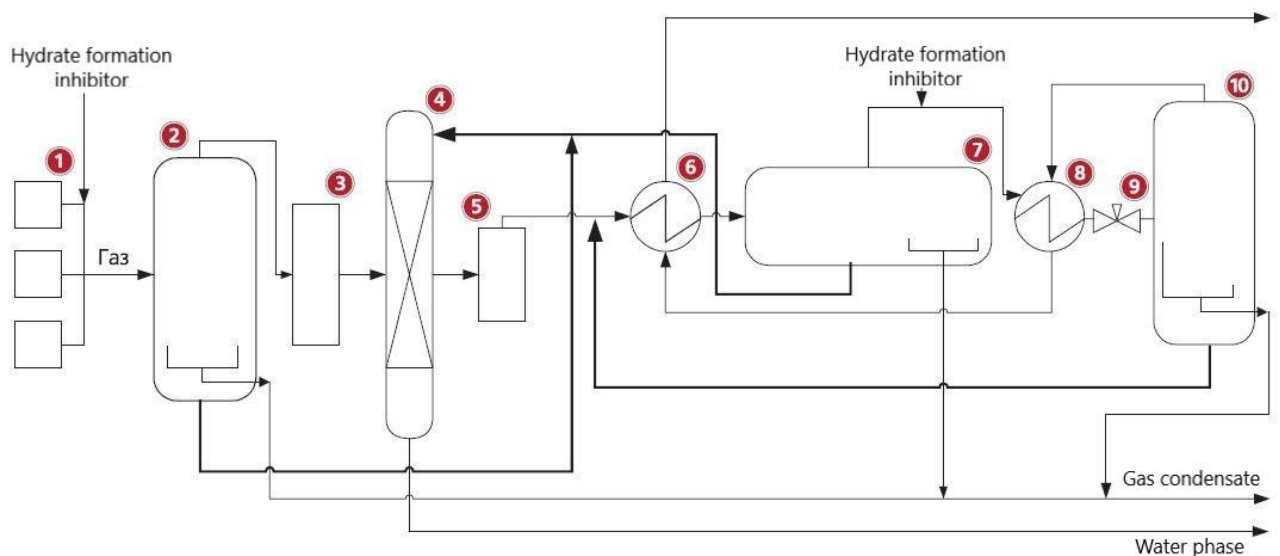 Hydrate formation
inhibitor
Hydrate formation
inhibitor
1
2
3
4
5
6
7
8
9
10
Газ
Gas condensate
Water phase